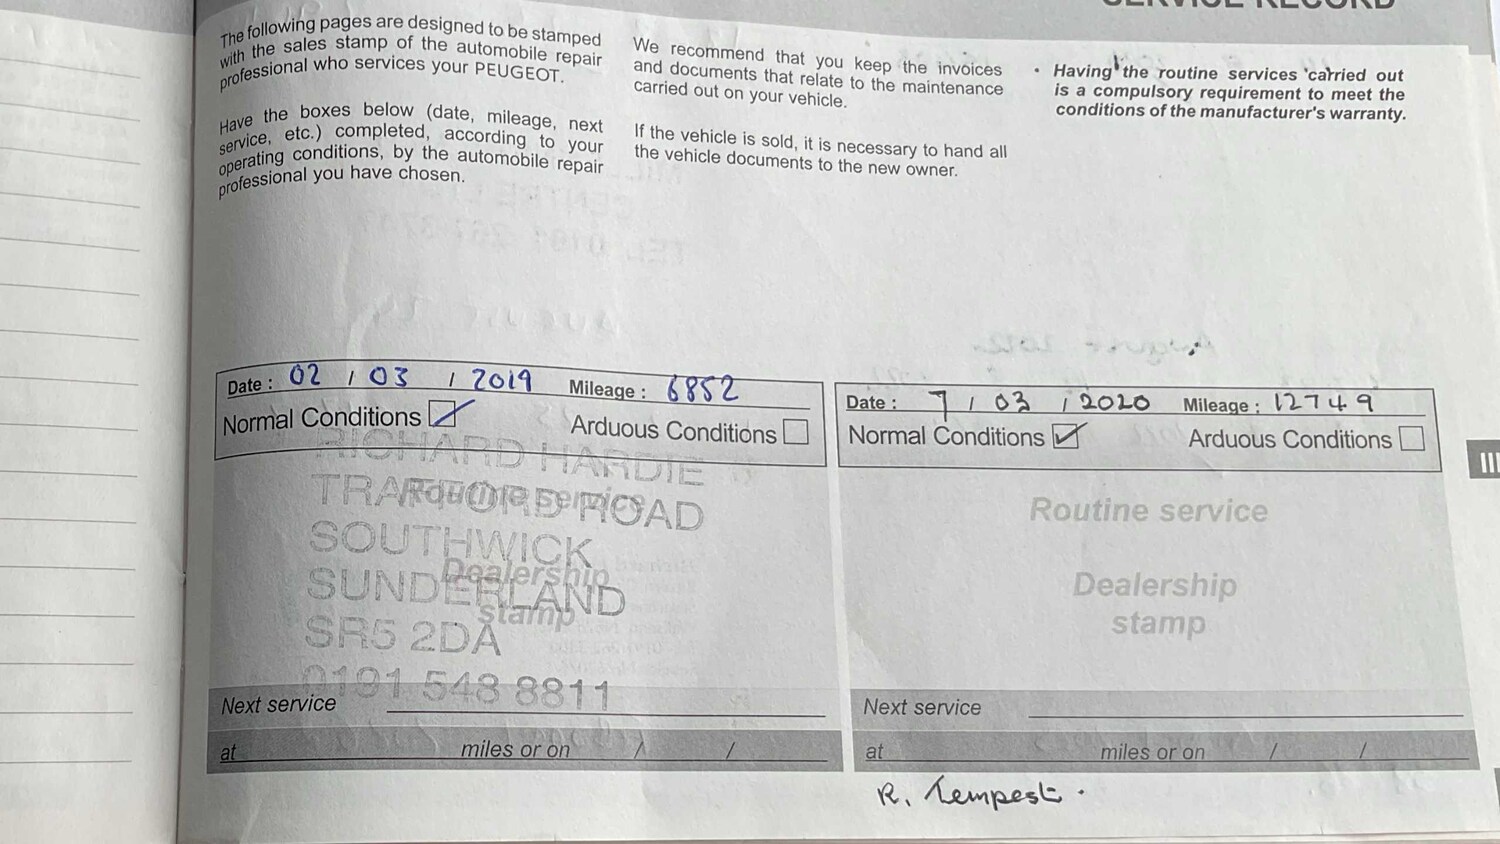 SERVICE RECORD
The following pages are designed to be stamped
with the sales stamp of the automobile repair
professional who services your PEUGEOT.
Have the boxes below (date, mileage, next
service, etc.) completed, according to your
operating conditions, by the automobile repair
professional you have chosen.
We recommend that you keep the invoices
and documents that relate to the maintenance
carried out on your vehicle.
If the vehicle is sold, it is necessary to hand all
the vehicle documents to the new owner.
• Having the routine services carried out
is a compulsory requirement to meet the
conditions of the manufacturer's warranty.
Date : 02 / 03 / 2019 Mileage : 6852
Normal Conditions Arduous Conditions
RICHARD HARDIE
Routine service
TRAFFORD ROAD
SOUTHWICK
Dealership
SUNDERLAND
stamp
SR5 2DA
0191 548 8811
Next service
at miles or on / /
Date : 7 / 03 / 2020 Mileage : 12749
Normal Conditions Arduous Conditions
Routine service
Dealership
stamp
Next service
at miles or on / /
R. Tempest.
III